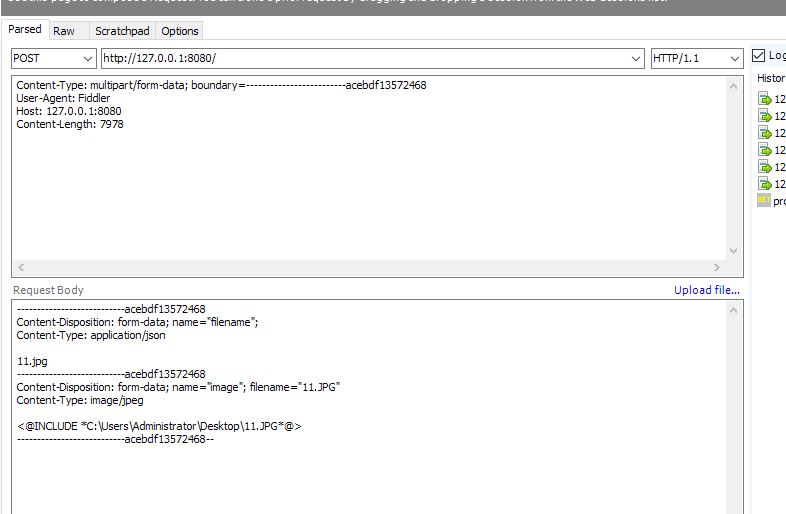 Parsed Raw Scratchpad Options
POST http://127.0.0.1:8080/ HTTP/1.1 Log
Content-Type: multipart/form-data; boundary=-------------------------acebdf13572468
User-Agent: Fiddler
Host: 127.0.0.1:8080
Content-Length: 7978
Histor
12
12
12
12
12
12
GET pro
Request Body Upload file...
---------------------------acebdf13572468
Content-Disposition: form-data; name="filename";
Content-Type: application/json
11.jpg
---------------------------acebdf13572468
Content-Disposition: form-data; name="image"; filename="11.JPG"
Content-Type: image/jpeg
<@INCLUDE *C:\Users\Administrator\Desktop\11.JPG*@>
---------------------------acebdf13572468--